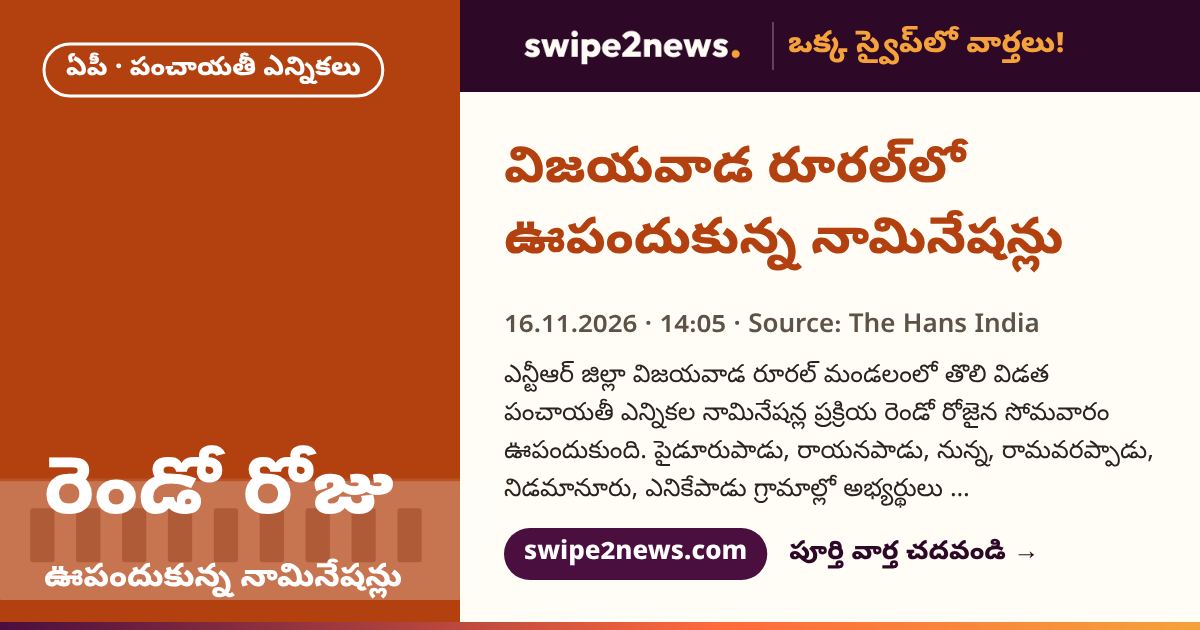 ఏపీ · పంచాయతీ ఎన్నికలు
రెండో రోజు
ఊపందుకున్న నామినేషన్లు
swipe2news.
ఒక్క స్వైప్‌లో వార్తలు!
విజయవాడ రూరల్‌లో
ఊపందుకున్న నామినేషన్లు
16.11.2026 · 14:05 · Source: The Hans India
ఎన్టీఆర్ జిల్లా విజయవాడ రూరల్ మండలంలో తొలి విడత
పంచాయతీ ఎన్నికల నామినేషన్ల ప్రక్రియ రెండో రోజైన సోమవారం
ఊపందుకుంది. పైడూరుపాడు, రాయనపాడు, నున్న, రామవరప్పాడు,
నిడమానూరు, ఎనికేపాడు గ్రామాల్లో అభ్యర్థులు ...
swipe2news.com
పూర్తి వార్త చదవండి →